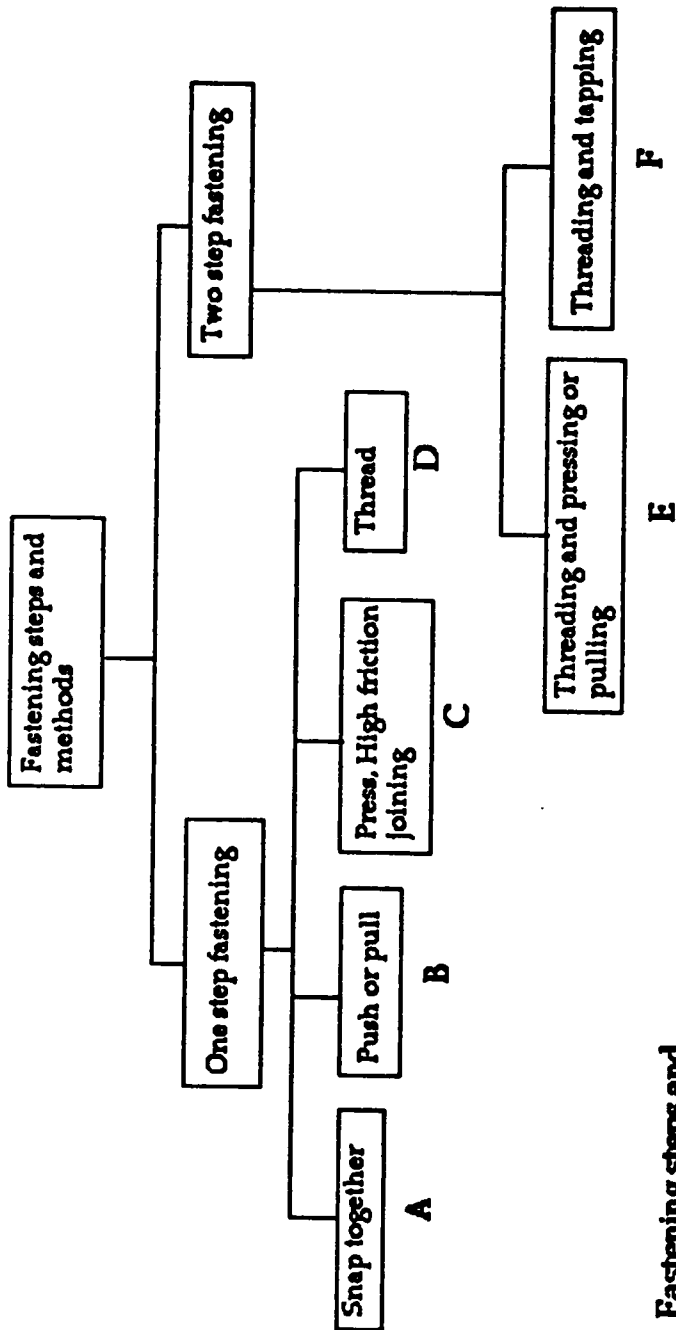 Fastening steps and
methods
One step fastening
Two step fastening
Snap together
Push or pull
Press, High friction
joining
Thread
A
B
C
D
Threading and pressing or
pulling
Threading and tapping
E
F
Fastening steps and